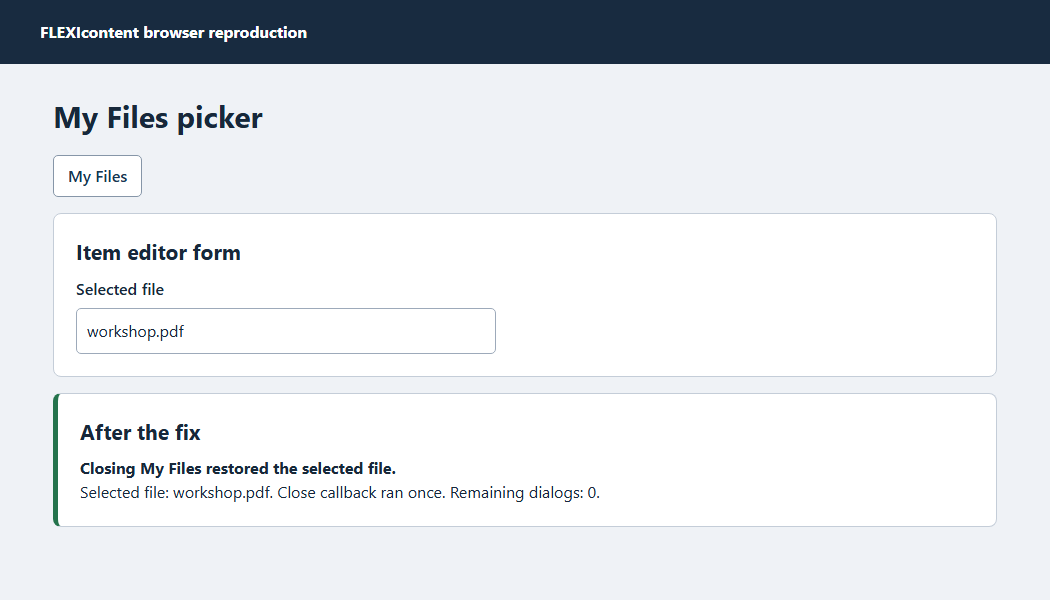 FLEXIcontent browser reproduction
My Files picker
My Files
Item editor form
Selected file
workshop.pdf
After the fix
Closing My Files restored the selected file.
Selected file: workshop.pdf. Close callback ran once. Remaining dialogs: 0.